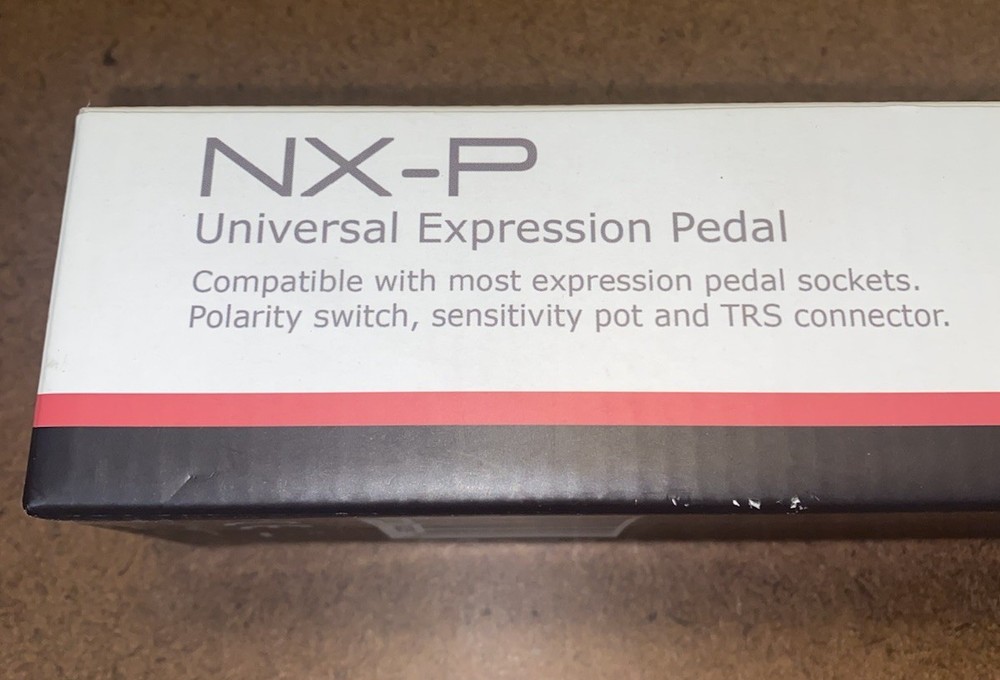 NX-P
Universal Expression Pedal
Compatible with most expression pedal sockets.
Polarity switch, sensitivity pot and TRS connector.